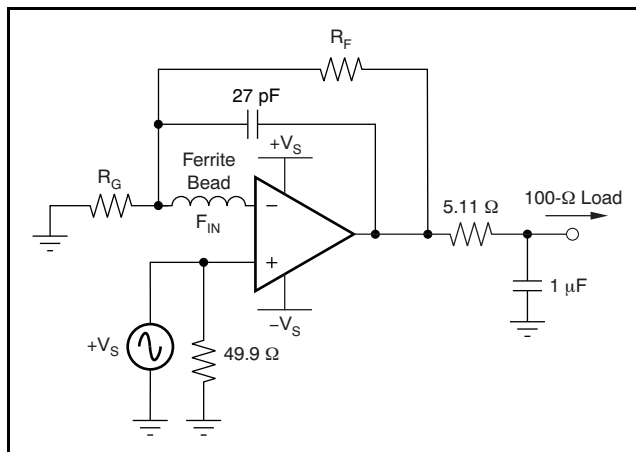 R_F
27 pF
+V_S
Ferrite
Bead
R_G
F_IN
−
+
−V_S
5.11 Ω
100-Ω Load
1 μF
+V_S
49.9 Ω